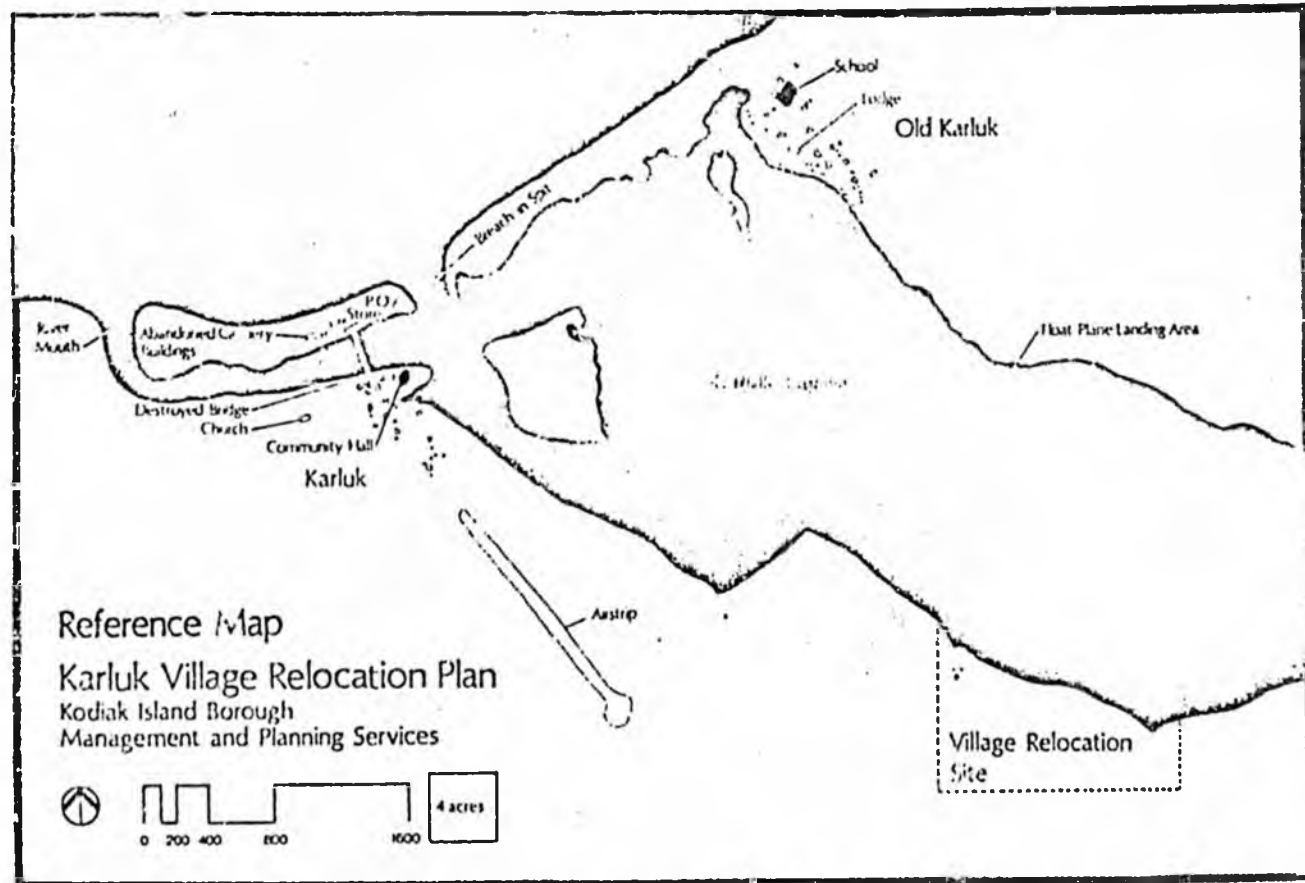 School
Lodge
Old Karluk
Breach in Spit
P.O./
Store
River
Mouth
Abandoned Cannery
Buildings
Float Plane Landing Area
Karluk Lagoon
Destroyed Bridge
Church
Community Hall
Karluk
Airstrip
Reference Map
Karluk Village Relocation Plan
Kodiak Island Borough
Management and Planning Services
Village Relocation
Site
4 acres
0 200 400 800 1600